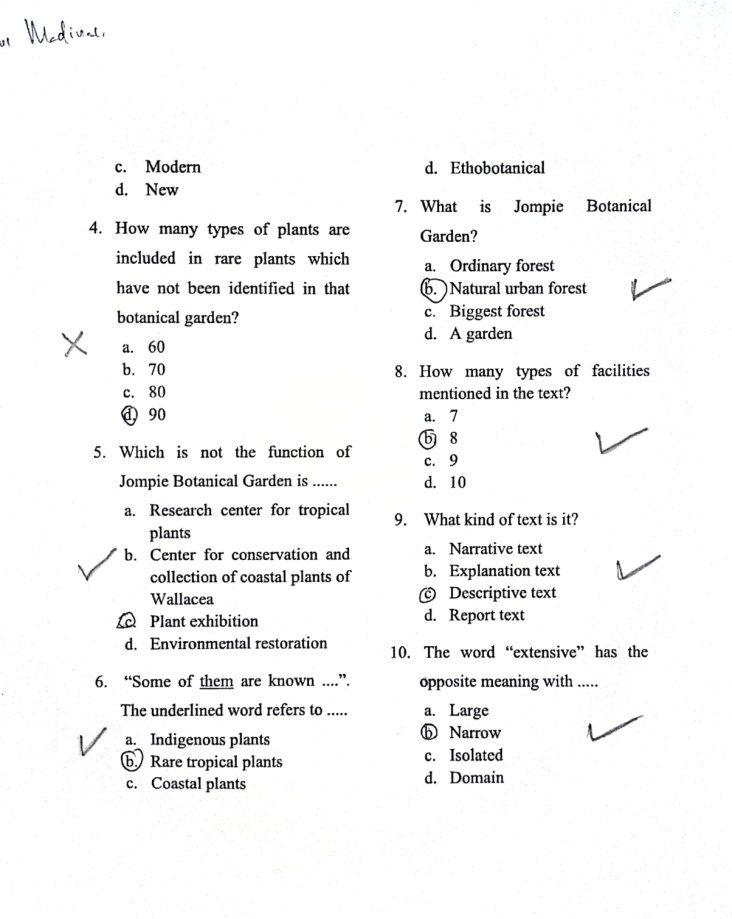 c. Modern
d. New
4. How many types of plants are
included in rare plants which
have not been identified in that
botanical garden?
a. 60
b. 70
c. 80
d. 90
5. Which is not the function of
Jompie Botanical Garden is ......
a. Research center for tropical
plants
b. Center for conservation and
collection of coastal plants of
Wallacea
c. Plant exhibition
d. Environmental restoration
6. “Some of them are known ....”.
The underlined word refers to .....
a. Indigenous plants
b. Rare tropical plants
c. Coastal plants
d. Ethobotanical
7. What is Jompie Botanical
Garden?
a. Ordinary forest
b. Natural urban forest
c. Biggest forest
d. A garden
8. How many types of facilities
mentioned in the text?
a. 7
b 8
c. 9
d. 10
9. What kind of text is it?
a. Narrative text
b. Explanation text
c Descriptive text
d. Report text
10. The word “extensive” has the
opposite meaning with .....
a. Large
b Narrow
c. Isolated
d. Domain